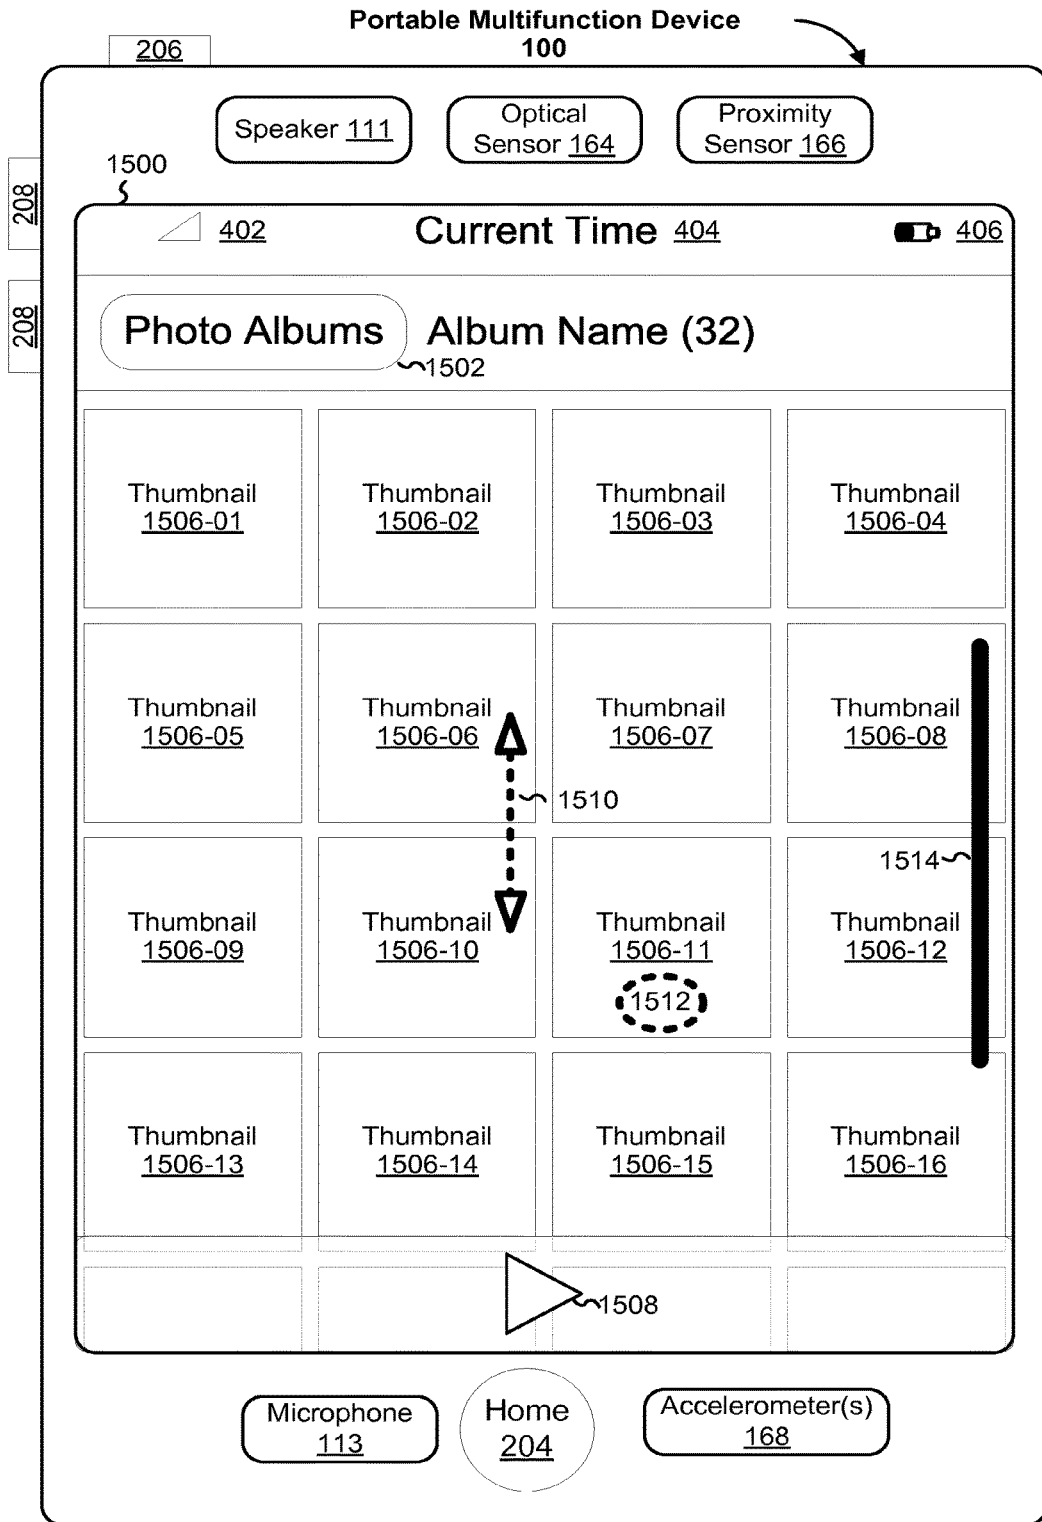 Portable Multifunction Device
100
206
Speaker 111
Optical
Sensor 164
Proximity
Sensor 166
1500
208
208
402
Current Time 404
406
Photo Albums
Album Name (32)
1502
Thumbnail
1506-01
Thumbnail
1506-02
Thumbnail
1506-03
Thumbnail
1506-04
Thumbnail
1506-05
Thumbnail
1506-06
Thumbnail
1506-07
Thumbnail
1506-08
1510
1514
Thumbnail
1506-09
Thumbnail
1506-10
Thumbnail
1506-11
1512
Thumbnail
1506-12
Thumbnail
1506-13
Thumbnail
1506-14
Thumbnail
1506-15
Thumbnail
1506-16
1508
Microphone
113
Home
204
Accelerometer(s)
168